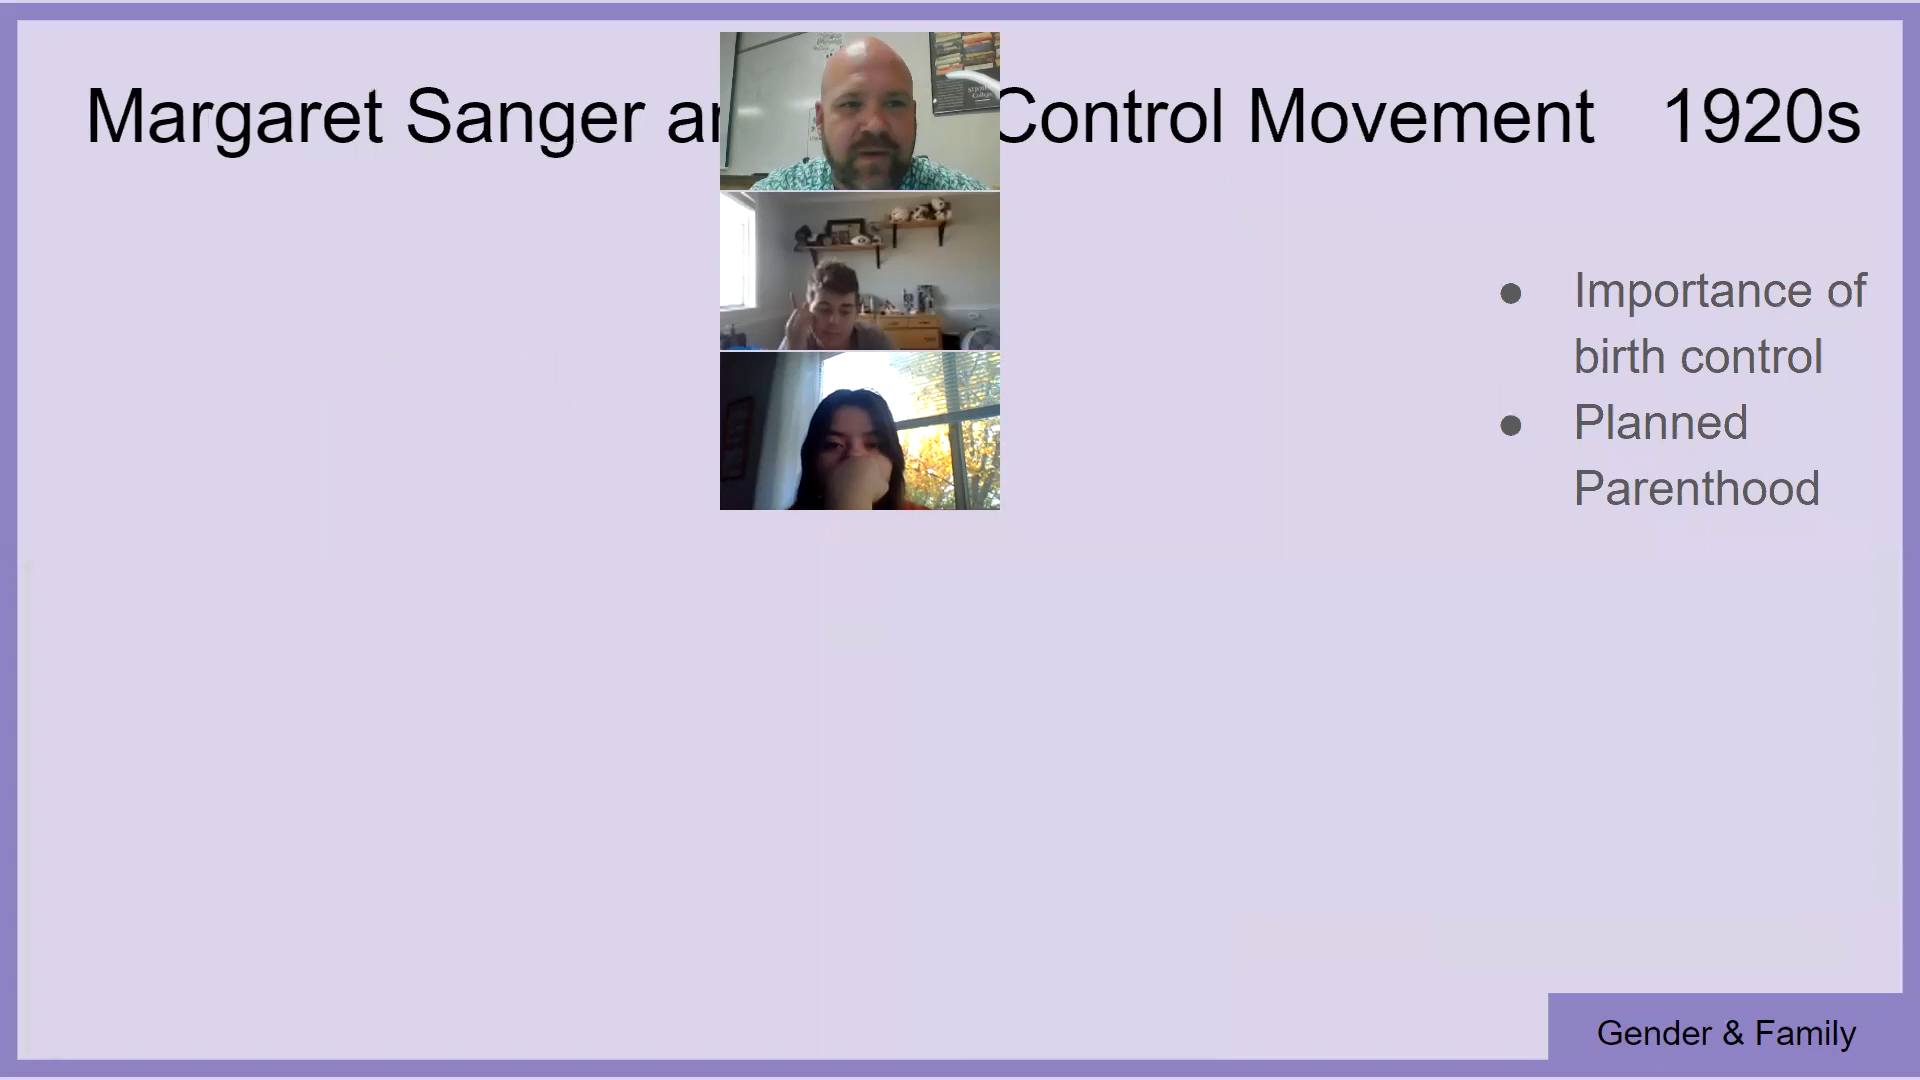 Margaret Sanger ar Control Movement 1920s
Importance of
birth control
Planned
Parenthood
Gender & Family